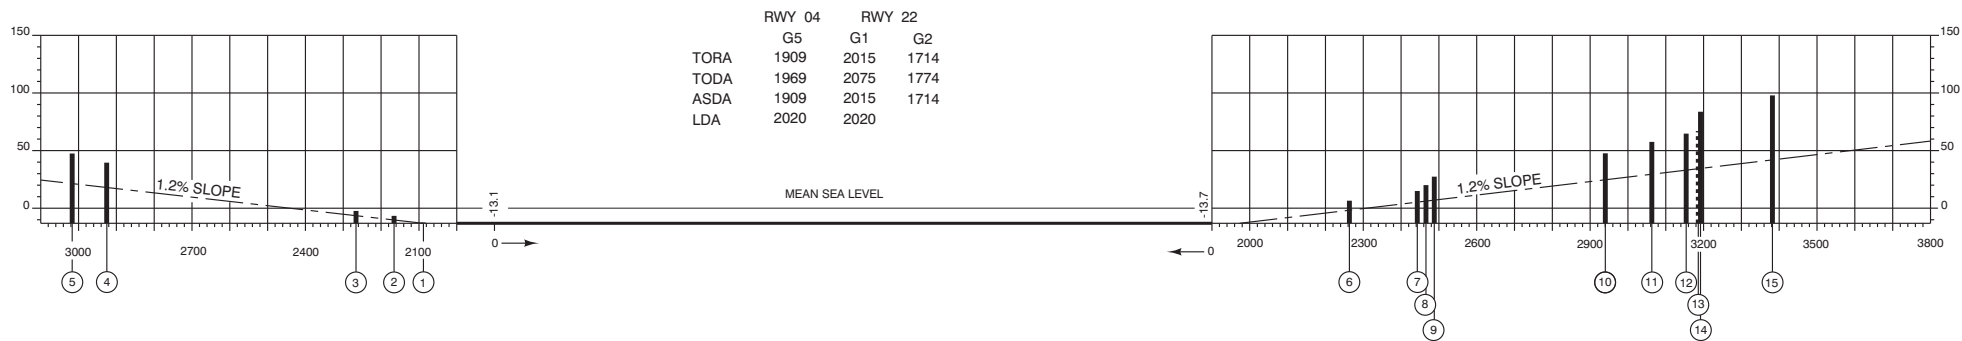 RWY 04 RWY 22
G5 G1 G2
TORA 1909 2015 1714
TODA 1969 2075 1774
ASDA 1909 2015 1714
LDA 2020 2020
150
100
50
0
1.2% SLOPE
3000 2700 2400 2100
5 4 3 2 1
-13.1
0
MEAN SEA LEVEL
-13.7
0
1.2% SLOPE
150
100
50
0
2000 2300 2600 2900 3200 3500 3800
6 7 10 11 12 15
8 13
9 14